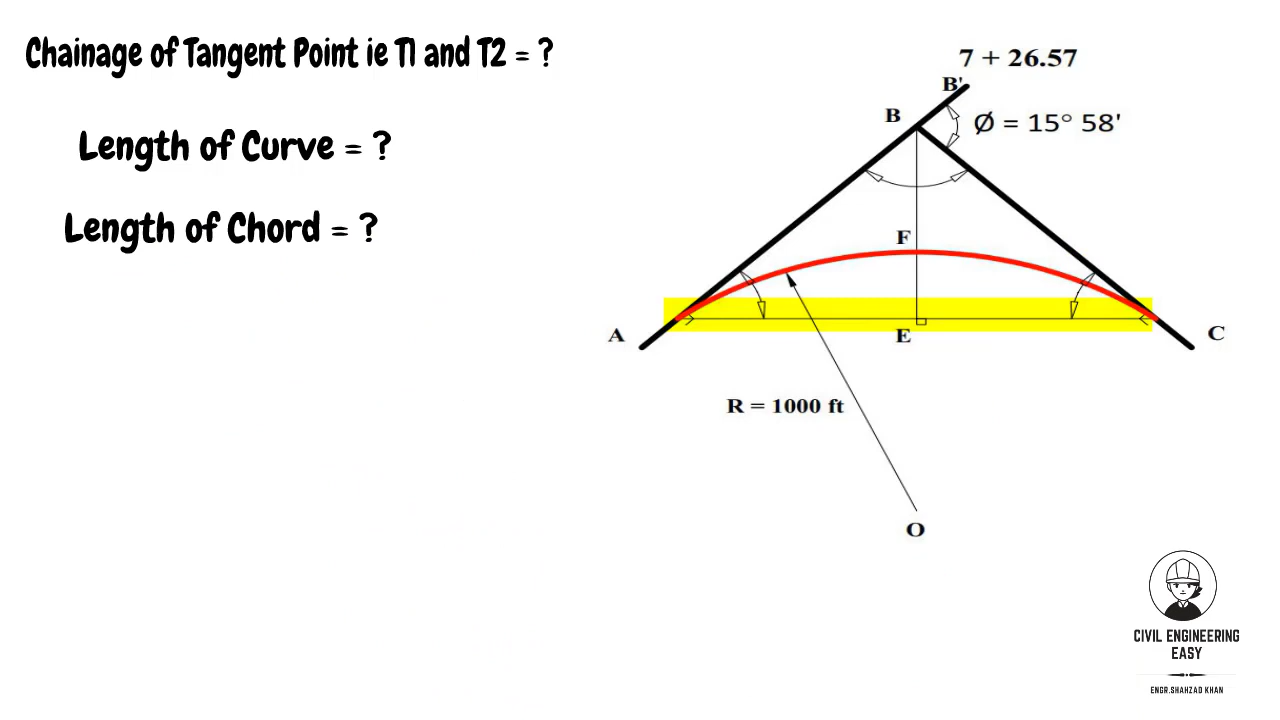 Chainage of Tangent Point ie T1 and T2 = ?
Length of Curve = ?
Length of Chord = ?
7 + 26.57
B'
B
Ø = 15° 58'
F
A
E
C
R = 1000 ft
O
CIVIL ENGINEERING
EASY
ENGR.SHAHZAD KHAN